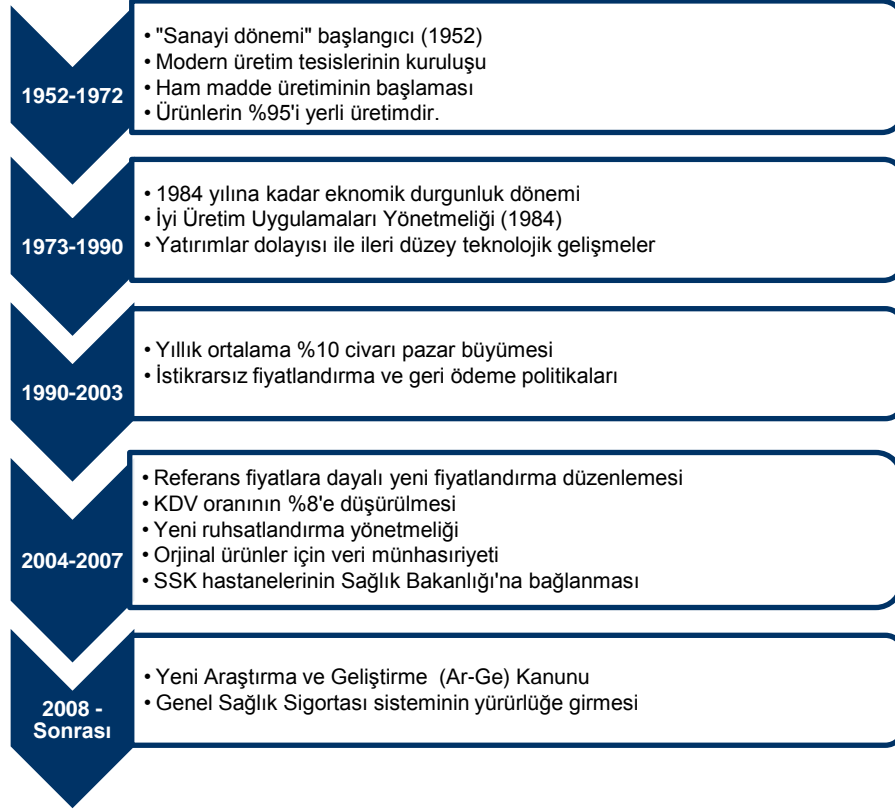 1952-1972
• "Sanayi dönemi" başlangıcı (1952)
• Modern üretim tesislerinin kuruluşu
• Ham madde üretiminin başlaması
• Ürünlerin %95'i yerli üretimdir.
1973-1990
• 1984 yılına kadar eknomik durgunluk dönemi
• İyi Üretim Uygulamaları Yönetmeliği (1984)
• Yatırımlar dolayısı ile ileri düzey teknolojik gelişmeler
1990-2003
• Yıllık ortalama %10 civarı pazar büyümesi
• İstikrarsız fiyatlandırma ve geri ödeme politikaları
2004-2007
• Referans fiyatlara dayalı yeni fiyatlandırma düzenlemesi
• KDV oranının %8'e düşürülmesi
• Yeni ruhsatlandırma yönetmeliği
• Orjinal ürünler için veri münhasıriyeti
• SSK hastanelerinin Sağlık Bakanlığı'na bağlanması
2008 -
Sonrası
• Yeni Araştırma ve Geliştirme (Ar-Ge) Kanunu
• Genel Sağlık Sigortası sisteminin yürürlüğe girmesi